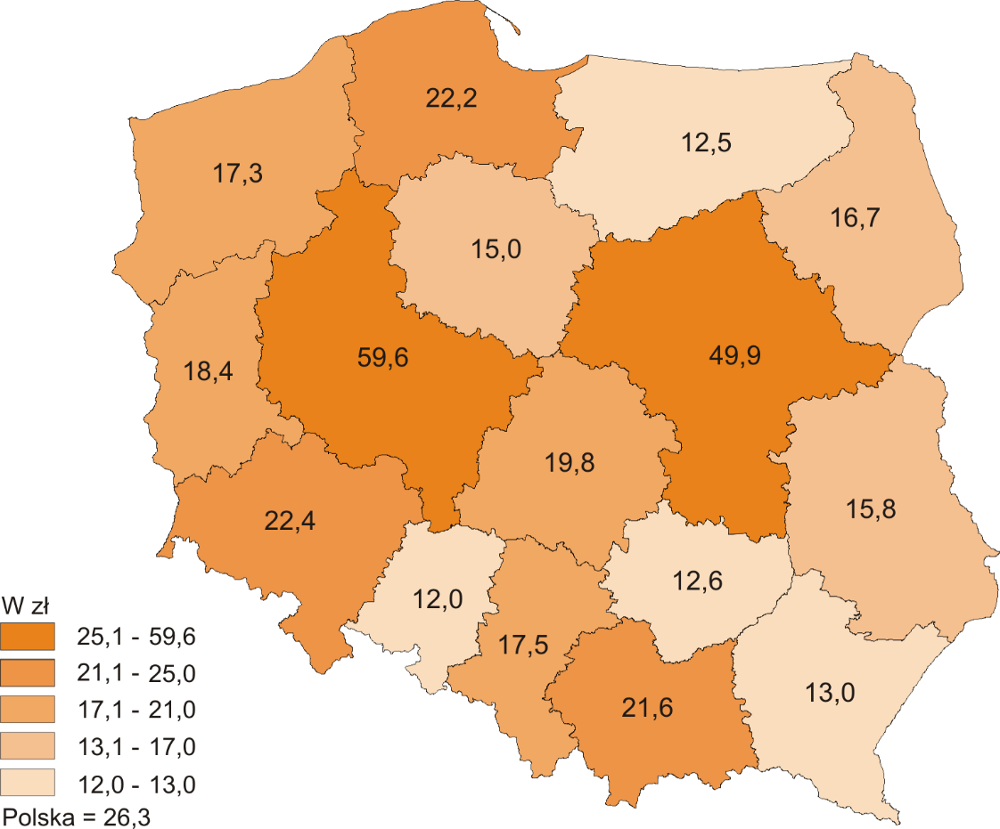 22,2
12,5
17,3
16,7
15,0
59,6
49,9
18,4
19,8
15,8
22,4
12,6
12,0
17,5
13,0
21,6
W zł
25,1 - 59,6
21,1 - 25,0
17,1 - 21,0
13,1 - 17,0
12,0 - 13,0
Polska = 26,3